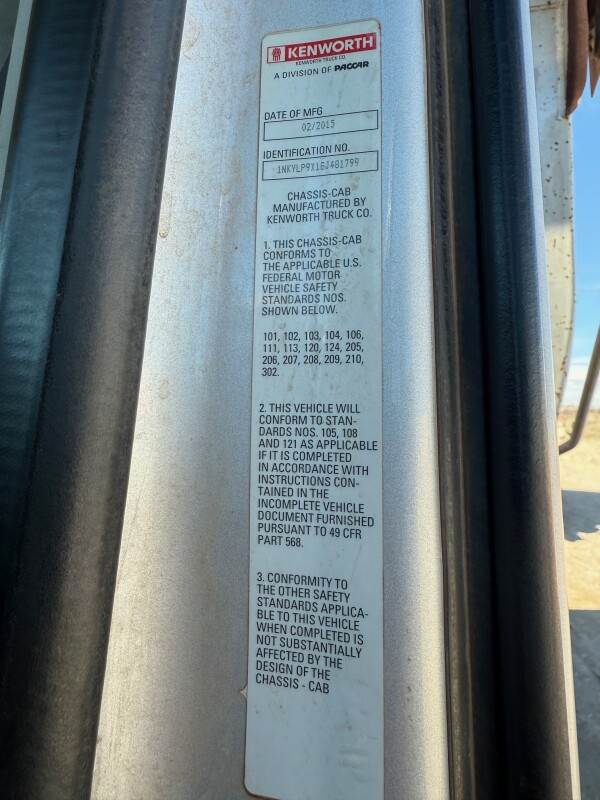 KENWORTH
KENWORTH TRUCK CO.
A DIVISION OF PACCAR
DATE OF MFG
02/2015
IDENTIFICATION NO.
1NKYLP9X1GJ481799
CHASSIS-CAB
MANUFACTURED BY
KENWORTH TRUCK CO.
1. THIS CHASSIS-CAB
CONFORMS TO
THE APPLICABLE U.S.
FEDERAL MOTOR
VEHICLE SAFETY
STANDARDS NOS.
SHOWN BELOW.
101, 102, 103, 104, 106,
111, 113, 120, 124, 205,
206, 207, 208, 209, 210,
302.
2. THIS VEHICLE WILL
CONFORM TO STAN-
DARDS NOS. 105, 108
AND 121 AS APPLICABLE
IF IT IS COMPLETED
IN ACCORDANCE WITH
INSTRUCTIONS CON-
TAINED IN THE
INCOMPLETE VEHICLE
DOCUMENT FURNISHED
PURSUANT TO 49 CFR
PART 568.
3. CONFORMITY TO
THE OTHER SAFETY
STANDARDS APPLICA-
BLE TO THIS VEHICLE
WHEN COMPLETED IS
NOT SUBSTANTIALLY
AFFECTED BY THE
DESIGN OF THE
CHASSIS - CAB